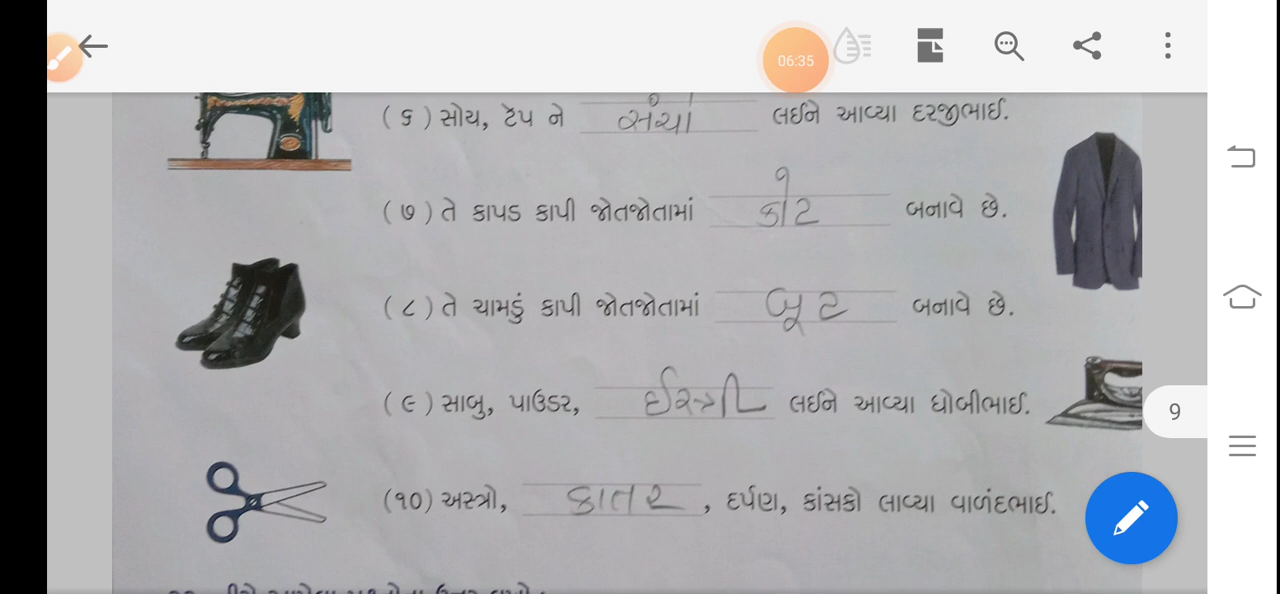 06:35
(૬) સોય, ટેપ ને સંચો લઈને આવ્યા દરજીભાઈ.
(૭) તે કાપડ કાપી જોતજોતામાં કોટ બનાવે છે.
(૮) તે ચામડું કાપી જોતજોતામાં બૂટ બનાવે છે.
(૯) સાબુ, પાઉડર, ઈસ્ત્રી લઈને આવ્યા ધોબીભાઈ.
9
(૧૦) અસ્ત્રો, કાતર, દર્પણ, કાંસકો લાવ્યા વાળંદભાઈ.